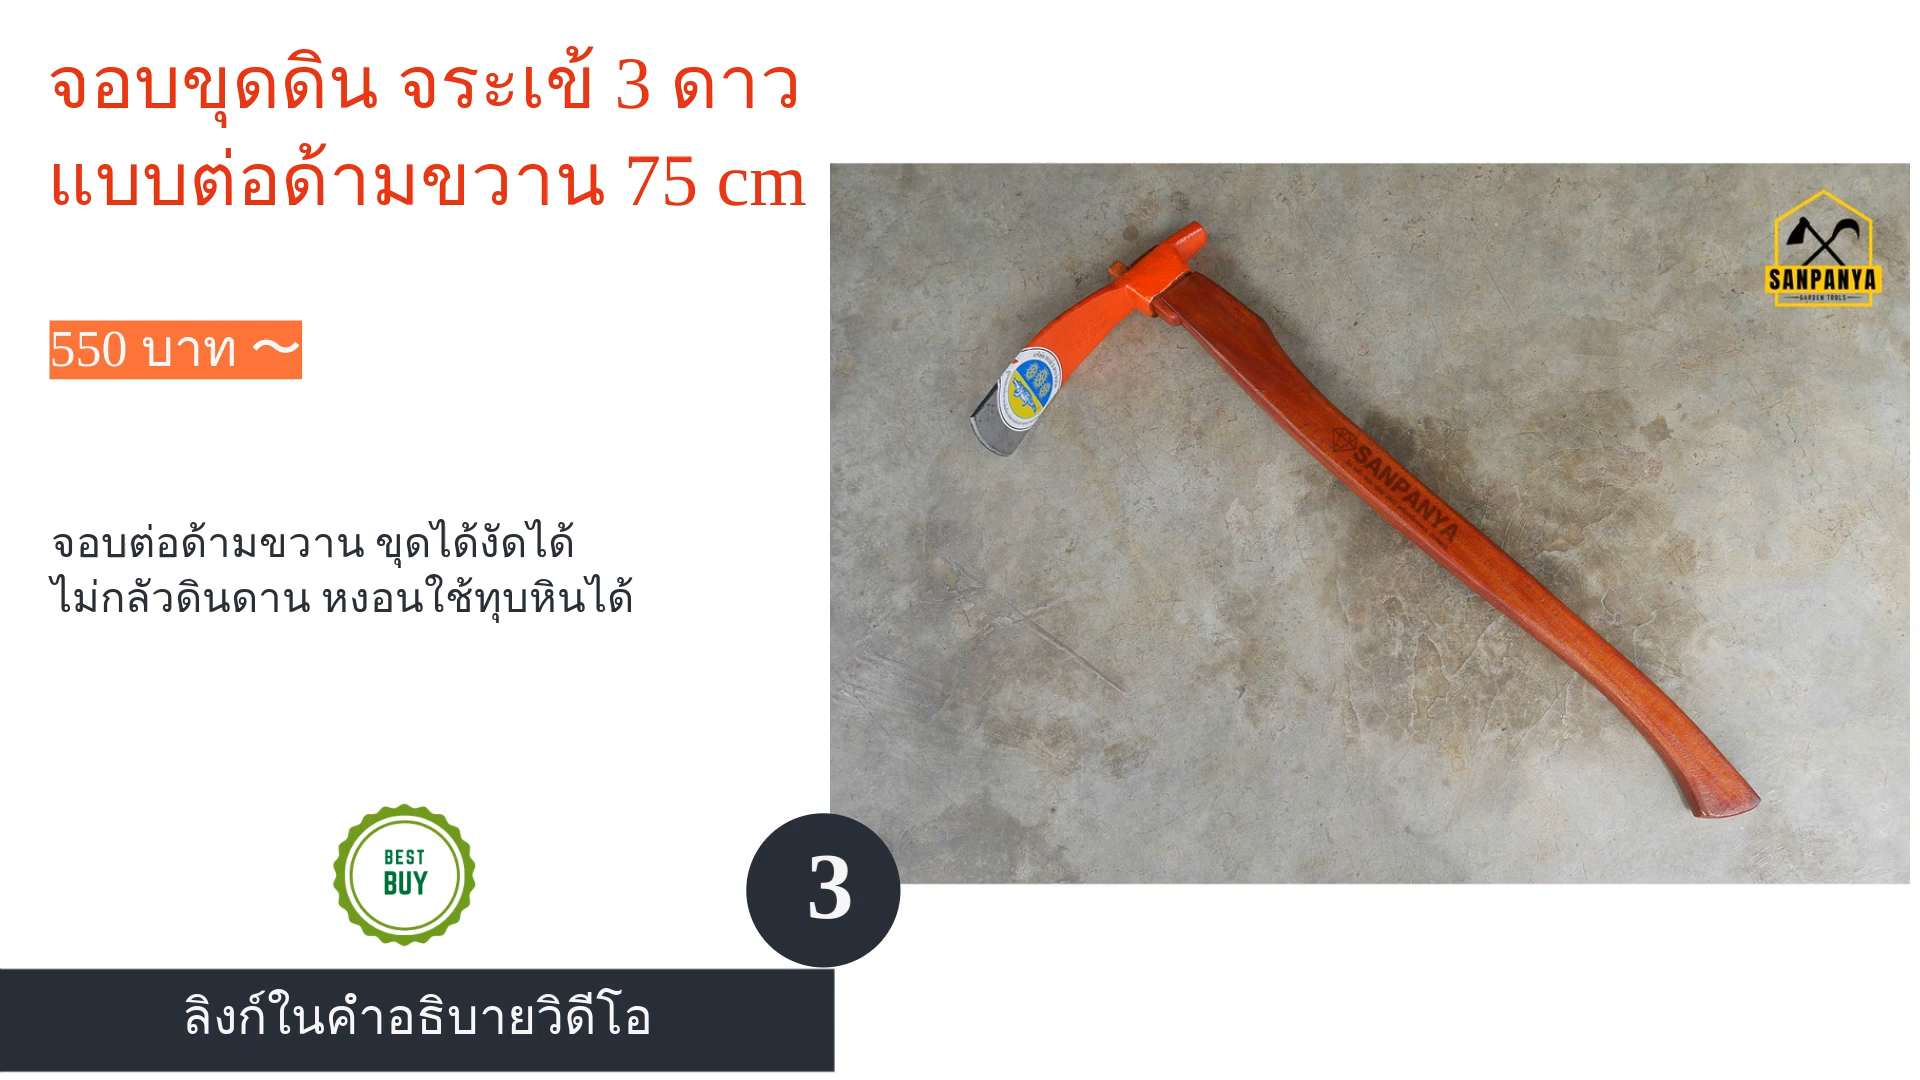 จอบขุดดิน จระเข้ 3 ดาว
แบบต่อด้ามขวาน 75 cm
550 บาท ～
จอบต่อด้ามขวาน ขุดได้งัดได้
ไม่กลัวดินดาน หงอนใช้ทุบหินได้
SANPANYA
GARDEN TOOLS
SANPANYA
BEST
BUY
3
ลิงก์ในคำอธิบายวิดีโอ